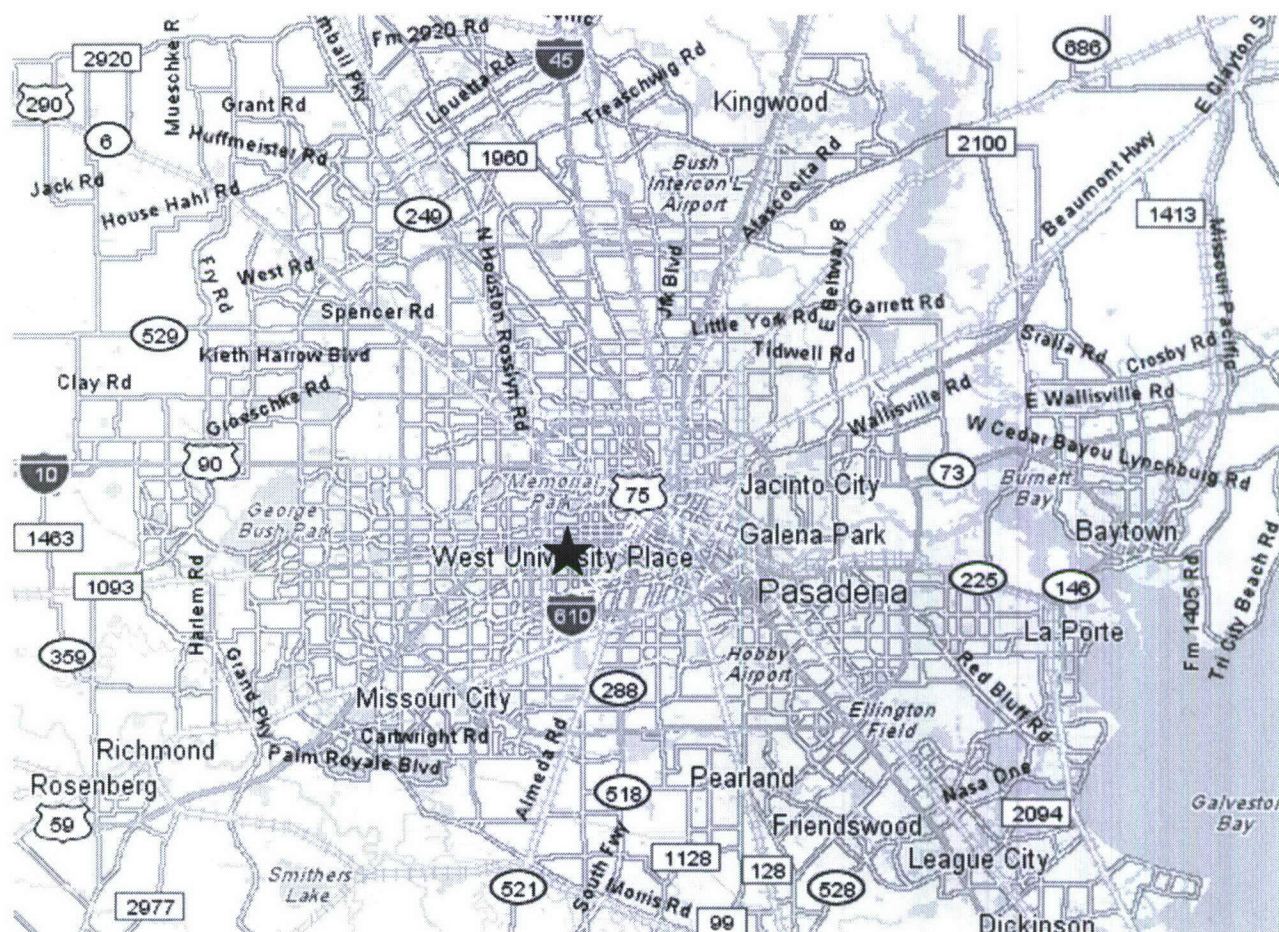 Fm 2920 Rd
45
686
2920
290
Mueschke R
mball Pky
Louetta Rd
Treaschwig Rd
Kingwood
E Clayton S
Grant Rd
6
Huffmeister Rd
1960
2100
Beaumont Hwy
Bush
Intercon'L
Airport
Atascocita Rd
Jack Rd
House Hahl Rd
249
1413
N Houston Rosslyn Rd
Missouri Pacific
Fry Rd
West Rd
Jfk Blvd
E Beltway 8
Spencer Rd
Little York Rd
Garrett Rd
529
Kieth Harrow Blvd
Tidwell Rd
Sralla Rd
Crosby Rd
Clay Rd
Gloeschke Rd
Wallisville Rd
E Wallisville Rd
W Cedar Bayou Lynchburg Rd
10
90
Memorial
Park
75
Jacinto City
73
Burnett
Bay
George
Bush Park
1463
Galena Park
Baytown
West University Place
1093
Harlem Rd
Pasadena
225
146
Fm 1405 Rd
Tri City Beach Rd
610
La Porte
359
Grand Pky
Hobby
Airport
Red Bluff Rd
Missouri City
288
Ellington
Field
Cartwright Rd
Richmond
Palm Royale Blvd
Almeda Rd
Rosenberg
518
Pearland
Nasa One
59
2094
Galveston
Bay
Friendswood
South Fwy
1128
128
League City
Smithers
Lake
521
Morris Rd
528
2977
99
Dickinson